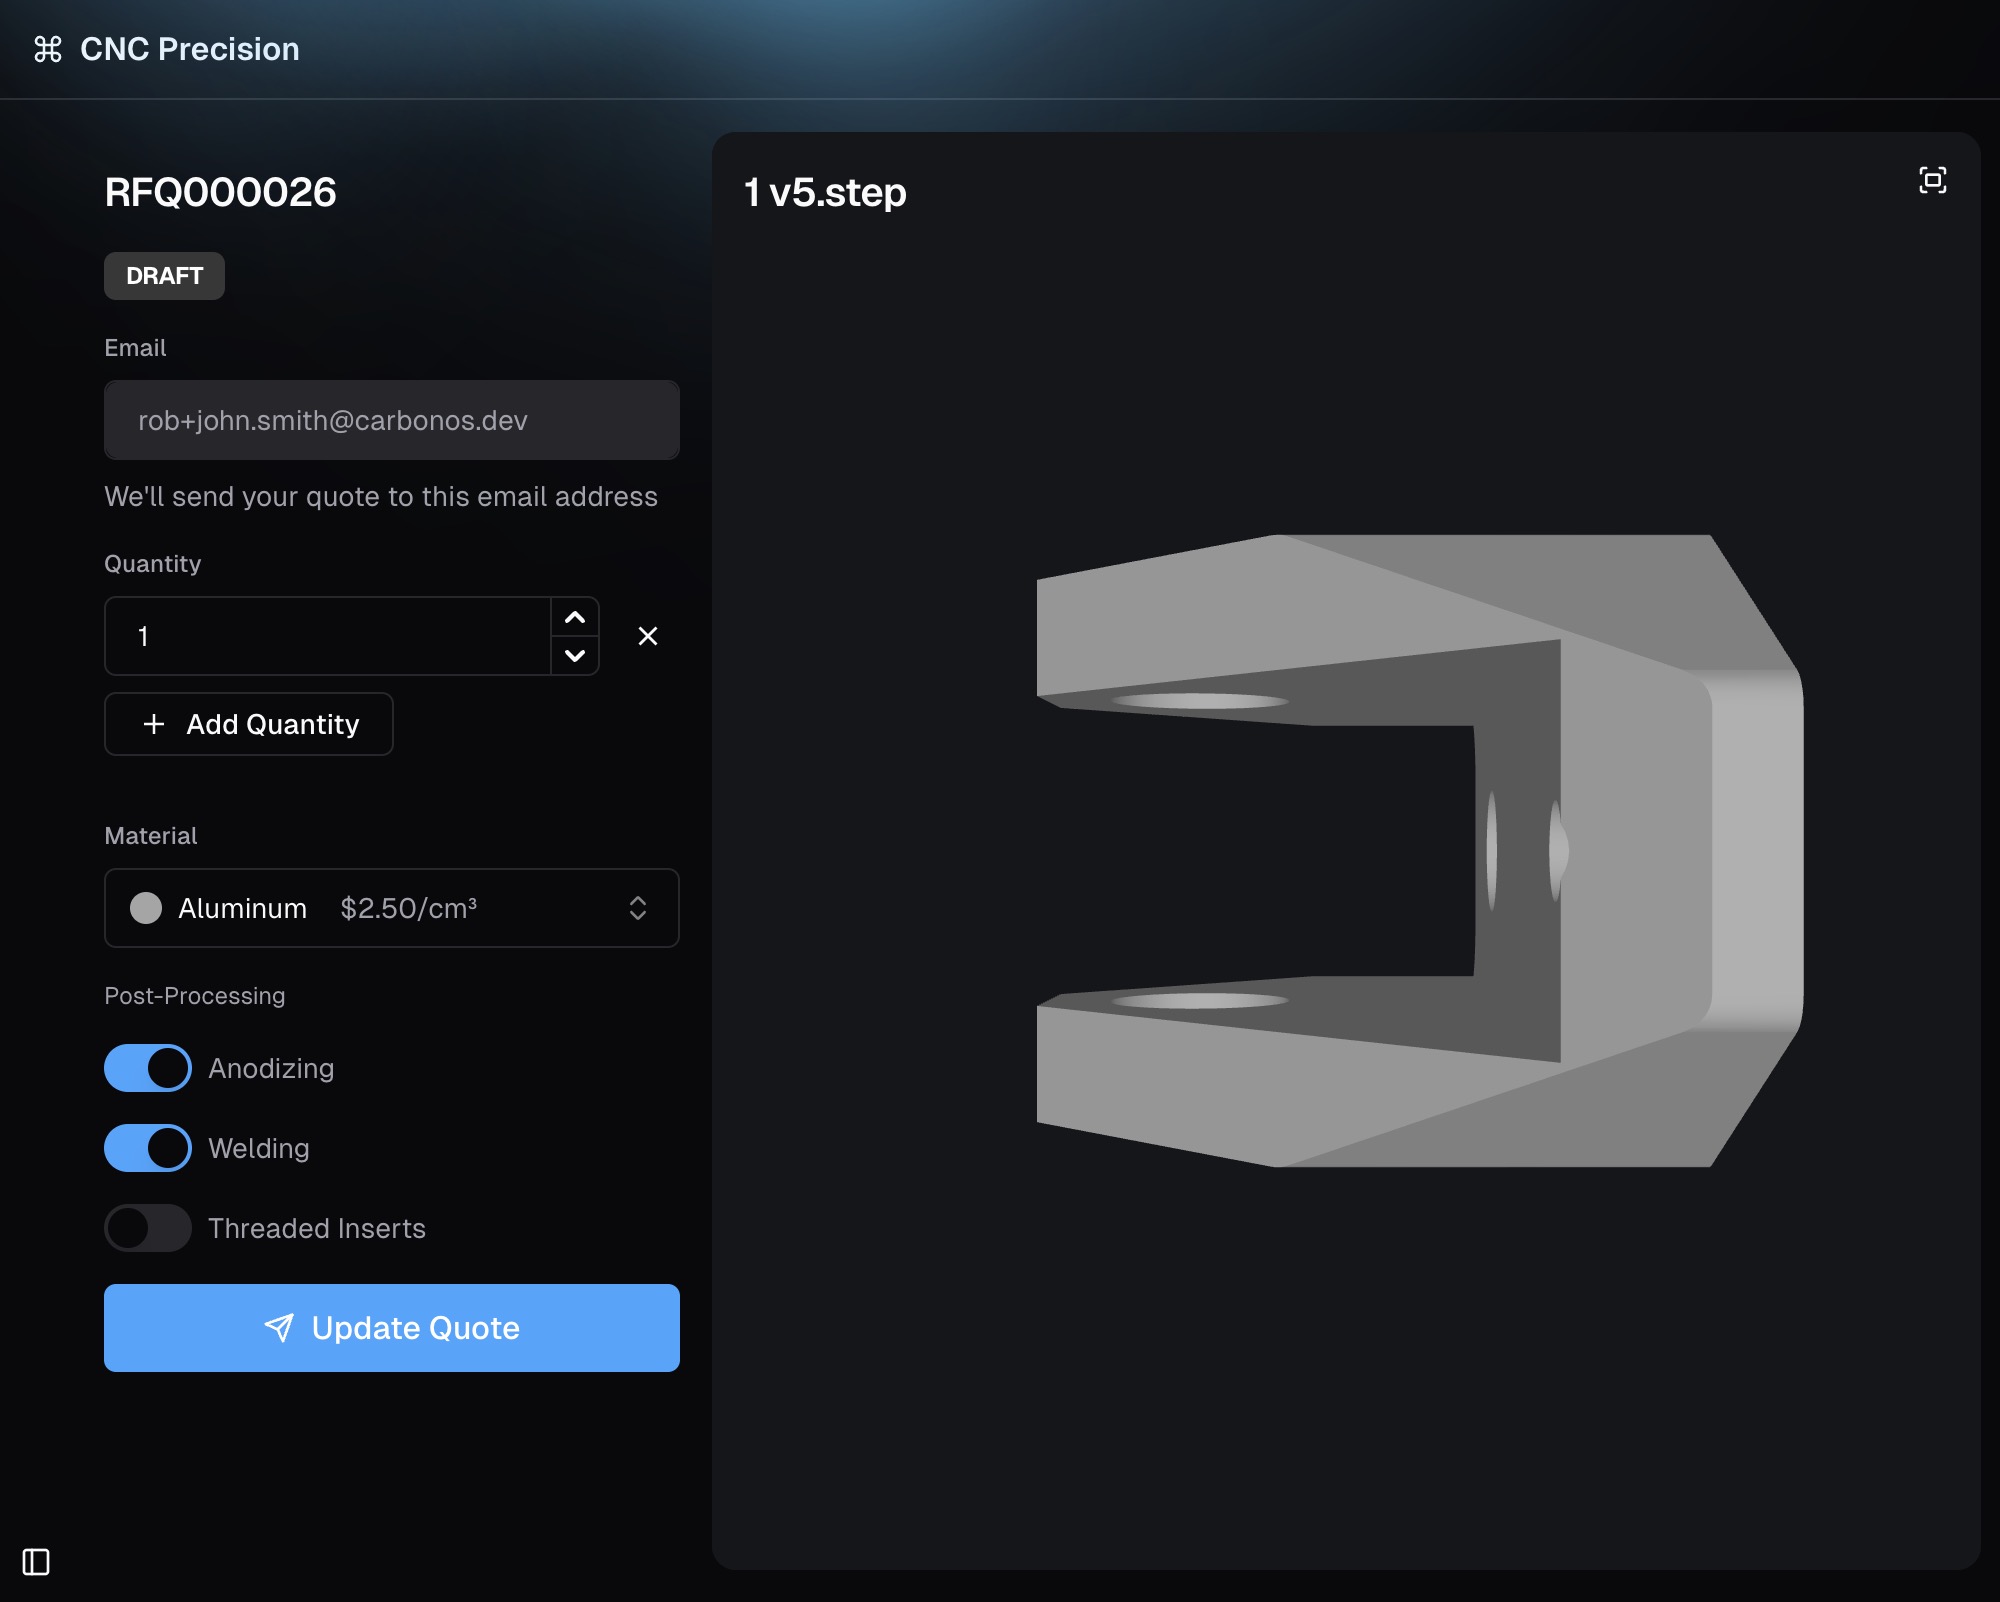 CNC Precision
RFQ000026
DRAFT
Email
rob+john.smith@carbonos.dev
We'll send your quote to this email address
Quantity
1
Add Quantity
Material
Aluminum $2.50/cm³
Post-Processing
Anodizing
Welding
Threaded Inserts
Update Quote
1 v5.step